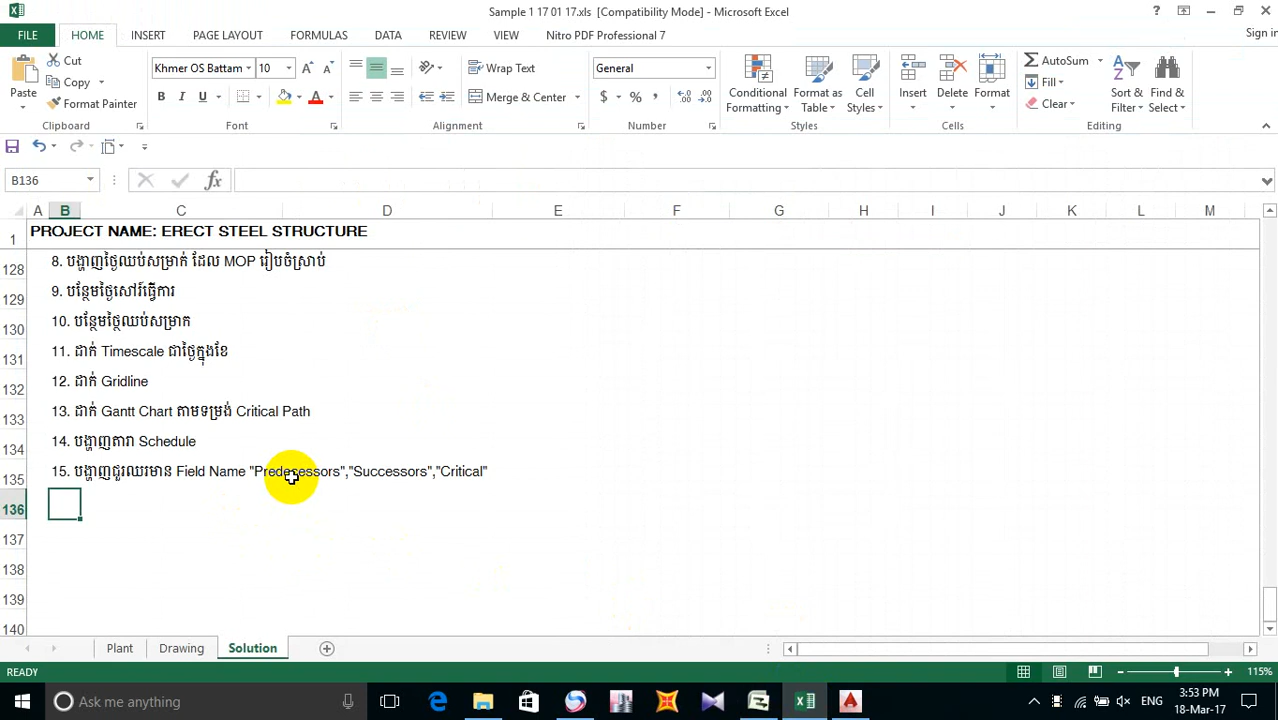 Sample 1 17 01 17.xls [Compatibility Mode] - Microsoft Excel
Sign in
FILE HOME INSERT PAGE LAYOUT FORMULAS DATA REVIEW VIEW Nitro PDF Professional 7
Paste Cut Copy Format Painter Clipboard
Khmer OS Battam 10 B I U A Font
Wrap Text Merge & Center Alignment
General $ % , Number
Conditional Formatting Format as Table Cell Styles Styles
Insert Delete Format Cells
AutoSum Fill Clear Sort & Filter Find & Select Editing
B136 fx
A B C D E F G H I J K L M
1 PROJECT NAME: ERECT STEEL STRUCTURE
128 8. បង្ហាញថ្ងៃឈប់សម្រាក់ ដែល MOP រៀបចំស្រាប់
129 9. បន្ថែមថ្ងៃសៅរ៍ធ្វើការ
130 10. បន្ថែមថ្ងៃឈប់សម្រាក
131 11. ដាក់ Timescale ជាថ្ងៃក្នុងខែ
132 12. ដាក់ Gridline
133 13. ដាក់ Gantt Chart តាមទម្រង់ Critical Path
134 14. បង្ហាញតារា Schedule
135 15. បង្ហាញជួរឈរមាន Field Name "Predecessors","Successors","Critical"
136
137
138
139
140
Plant Drawing Solution
READY 115%
Ask me anything ENG 3:53 PM
18-Mar-17